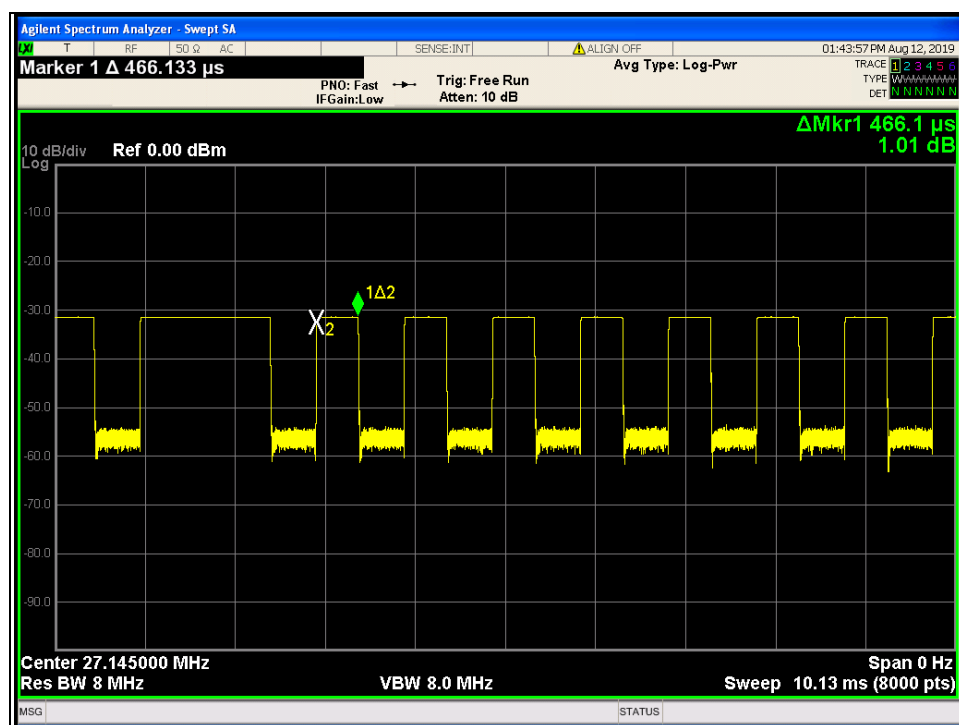 Agilent Spectrum Analyzer - Swept SA
LXI T RF 50 Ω AC SENSE:INT ALIGN OFF 01:43:57 PM Aug 12, 2019
Marker 1 Δ 466.133 µs
PNO: Fast
IFGain:Low
Trig: Free Run
Atten: 10 dB
Avg Type: Log-Pwr
TRACE 1 2 3 4 5 6
TYPE WWWWWWW
DET N N N N N N
ΔMkr1 466.1 µs
1.01 dB
10 dB/div Ref 0.00 dBm
Log
-10.0
-20.0
-30.0
1Δ2
X2
-40.0
-50.0
-60.0
-70.0
-80.0
-90.0
Center 27.145000 MHz Span 0 Hz
Res BW 8 MHz VBW 8.0 MHz Sweep 10.13 ms (8000 pts)
MSG STATUS